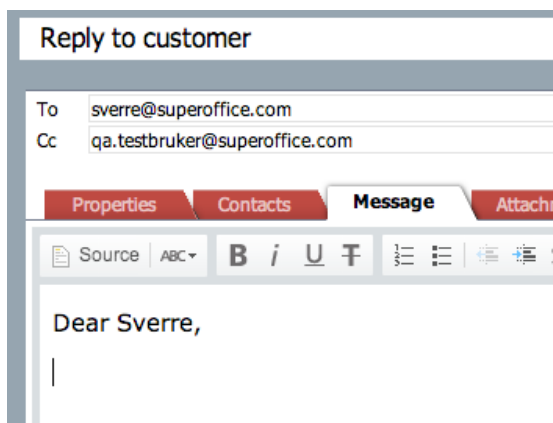 Reply to customer
To sverre@superoffice.com
Cc qa.testbruker@superoffice.com
Properties Contacts Message Attachm
Source ABC B i U T
Dear Sverre,